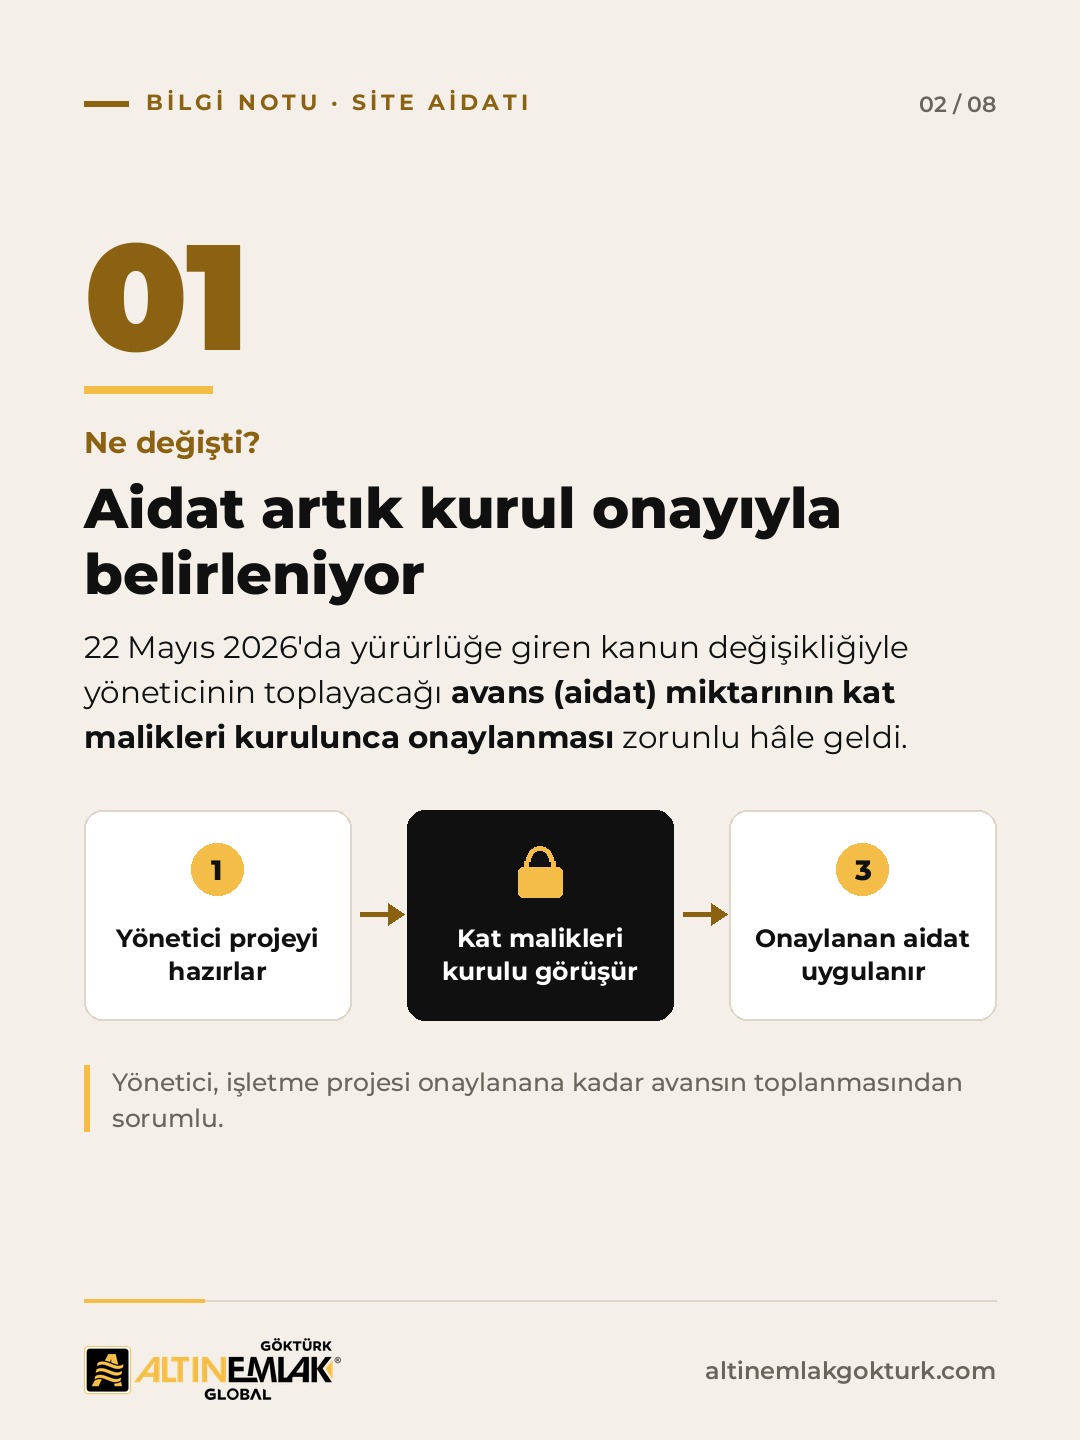 BİLGİ NOTU · SİTE AİDATI
02 / 08
01
Ne değişti?
Aidat artık kurul onayıyla
belirleniyor
22 Mayıs 2026'da yürürlüğe giren kanun değişikliğiyle
yöneticinin toplayacağı avans (aidat) miktarının kat
malikleri kurulunca onaylanması zorunlu hâle geldi.
1
Yönetici projeyi
hazırlar
Kat malikleri
kurulu görüşür
3
Onaylanan aidat
uygulanır
Yönetici, işletme projesi onaylanana kadar avansın toplanmasından
sorumlu.
GÖKTÜRK
ALTINEMLAK®
GLOBAL
altinemlakgokturk.com